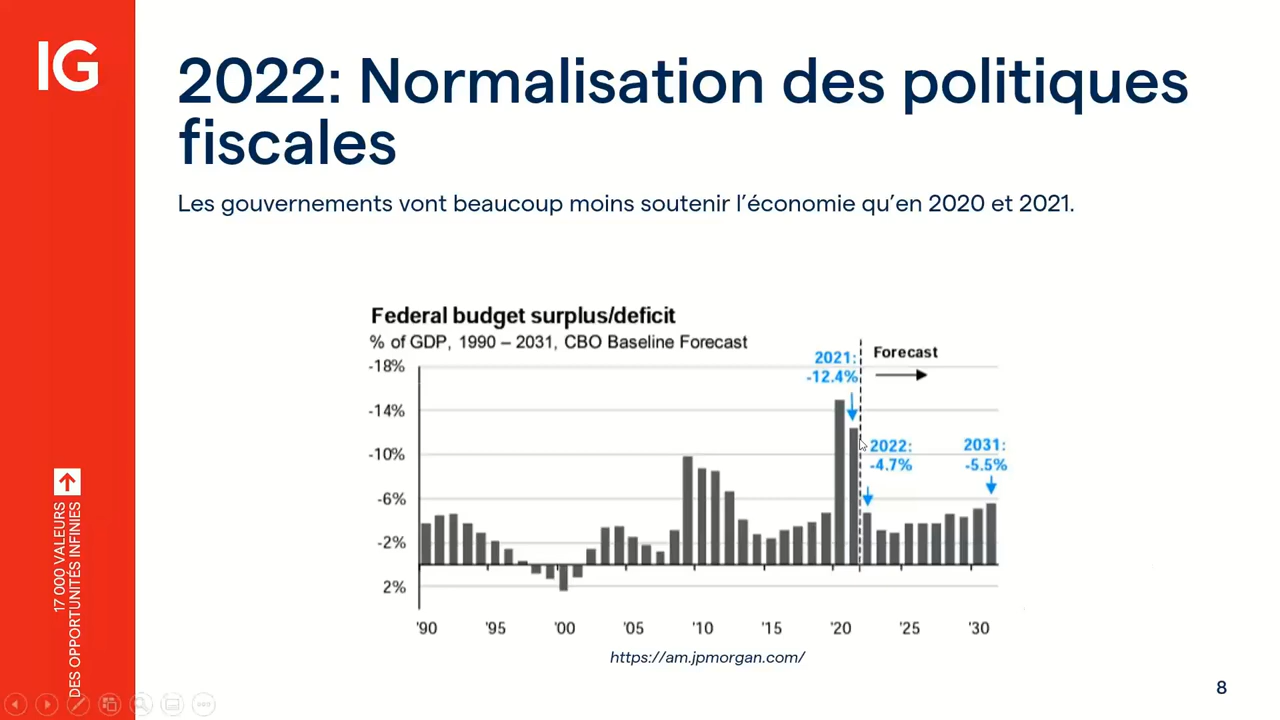 IG
2022: Normalisation des politiques
fiscales
Les gouvernements vont beaucoup moins soutenir l’économie qu’en 2020 et 2021.
Federal budget surplus/deficit
% of GDP, 1990 – 2031, CBO Baseline Forecast
2021:
-12.4%
Forecast
2022:
-4.7%
2031:
-5.5%
-18%
-14%
-10%
-6%
-2%
2%
'90 '95 '00 '05 '10 '15 '20 '25 '30
https://am.jpmorgan.com/
17 000 VALEURS
DES OPPORTUNITÉS INFINIES
8